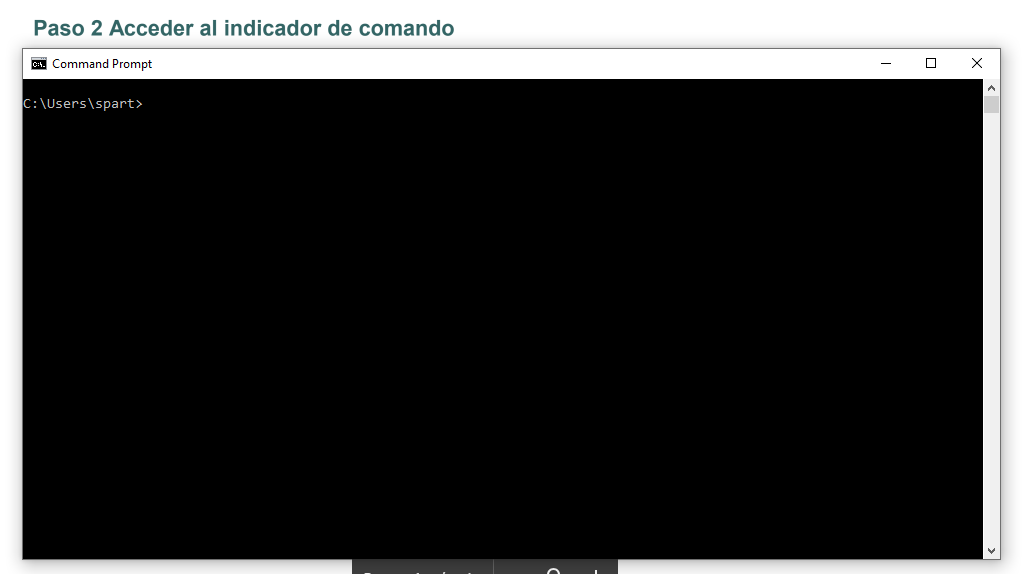 Paso 2 Acceder al indicador de comando
Command Prompt
C:\Users\spart>